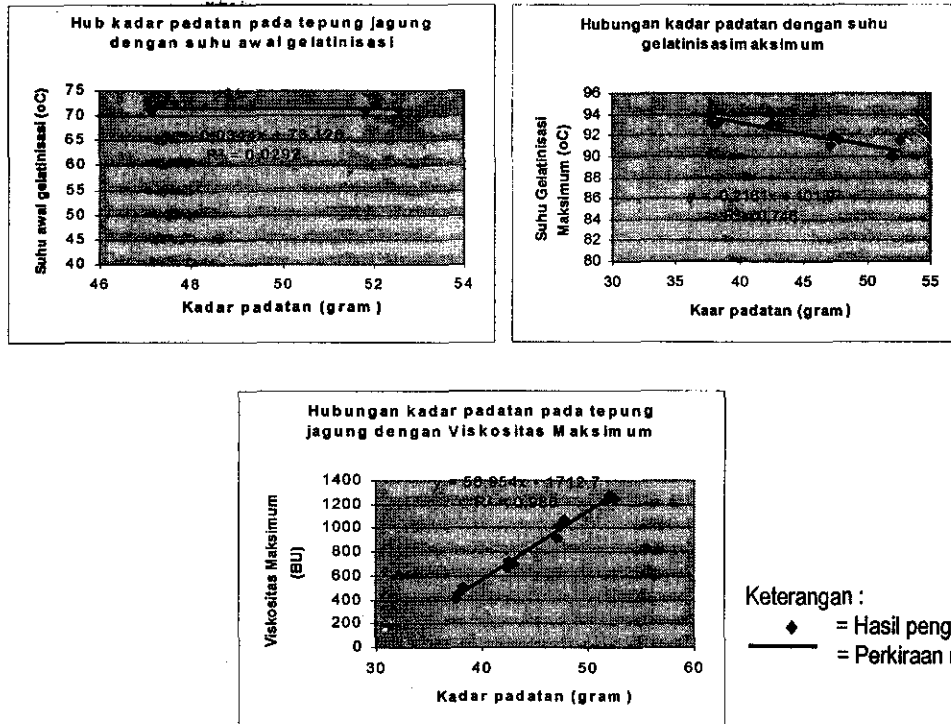 Hub kadar padatan pada tepung jagung
dengan suhu awal gelatinisasi
Suhu awal gelatinisasi (oC)
75
70
65
60
55
50
45
40
R² = 0.0292
46 48 50 52 54
Kadar padatan (gram)
Hubungan kadar padatan dengan suhu
gelatinisasimaksimum
Suhu Gelatinisasi
Maksimum (oC)
96
94
92
90
88
86
84
82
80
30 35 40 45 50 55
Kaar padatan (gram)
Hubungan kadar padatan pada tepung
jagung dengan Viskositas Maksimum
Viskositas Maksimum
(BU)
1400
1200
1000
800
600
400
200
0
30 40 50 60
Kadar padatan (gram)
Keterangan :
= Hasil peng
= Perkiraan